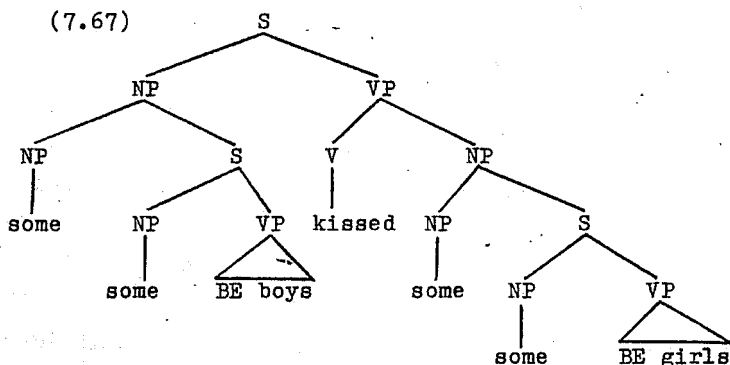 (7.67) S
NP VP
NP S V NP
some NP VP kissed NP S
some BE boys some NP VP
some BE girls